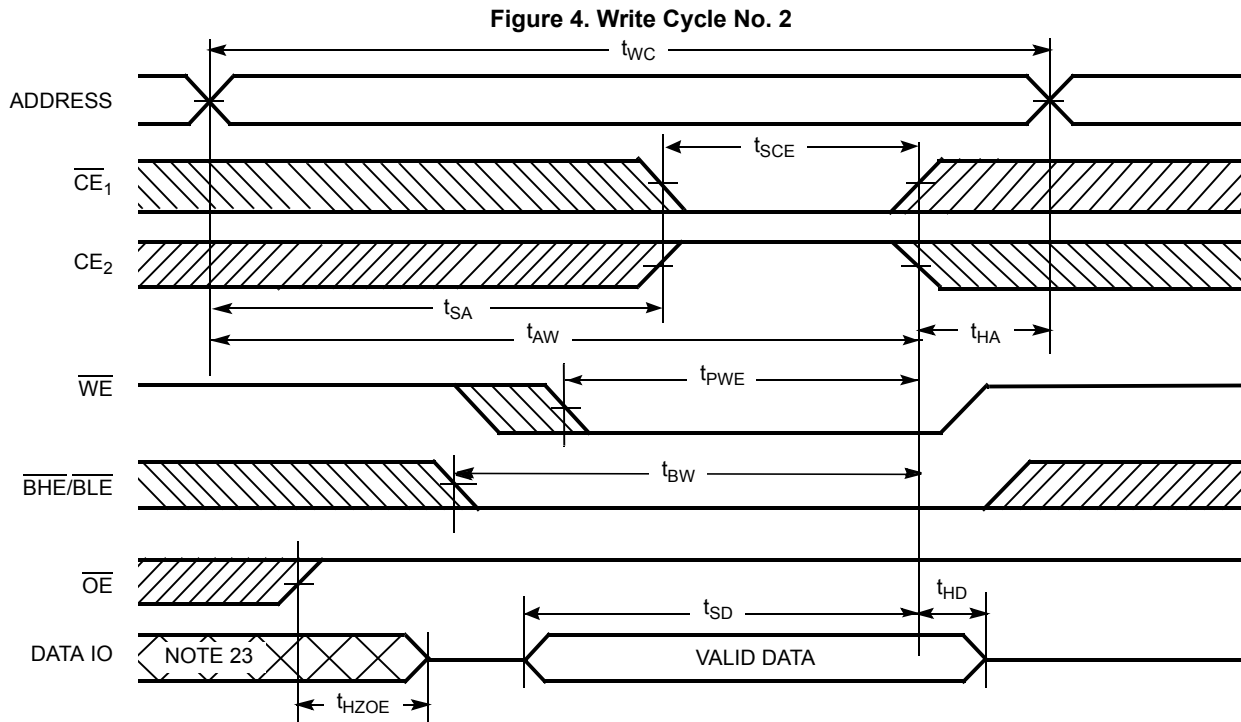 Figure 4. Write Cycle No. 2
tWC
ADDRESS
tSCE
CE1
CE2
tSA
tAW
tHA
tPWE
WE
tBW
BHE/BLE
OE
tHD
tSD
DATA IO
NOTE 23
VALID DATA
tHZOE